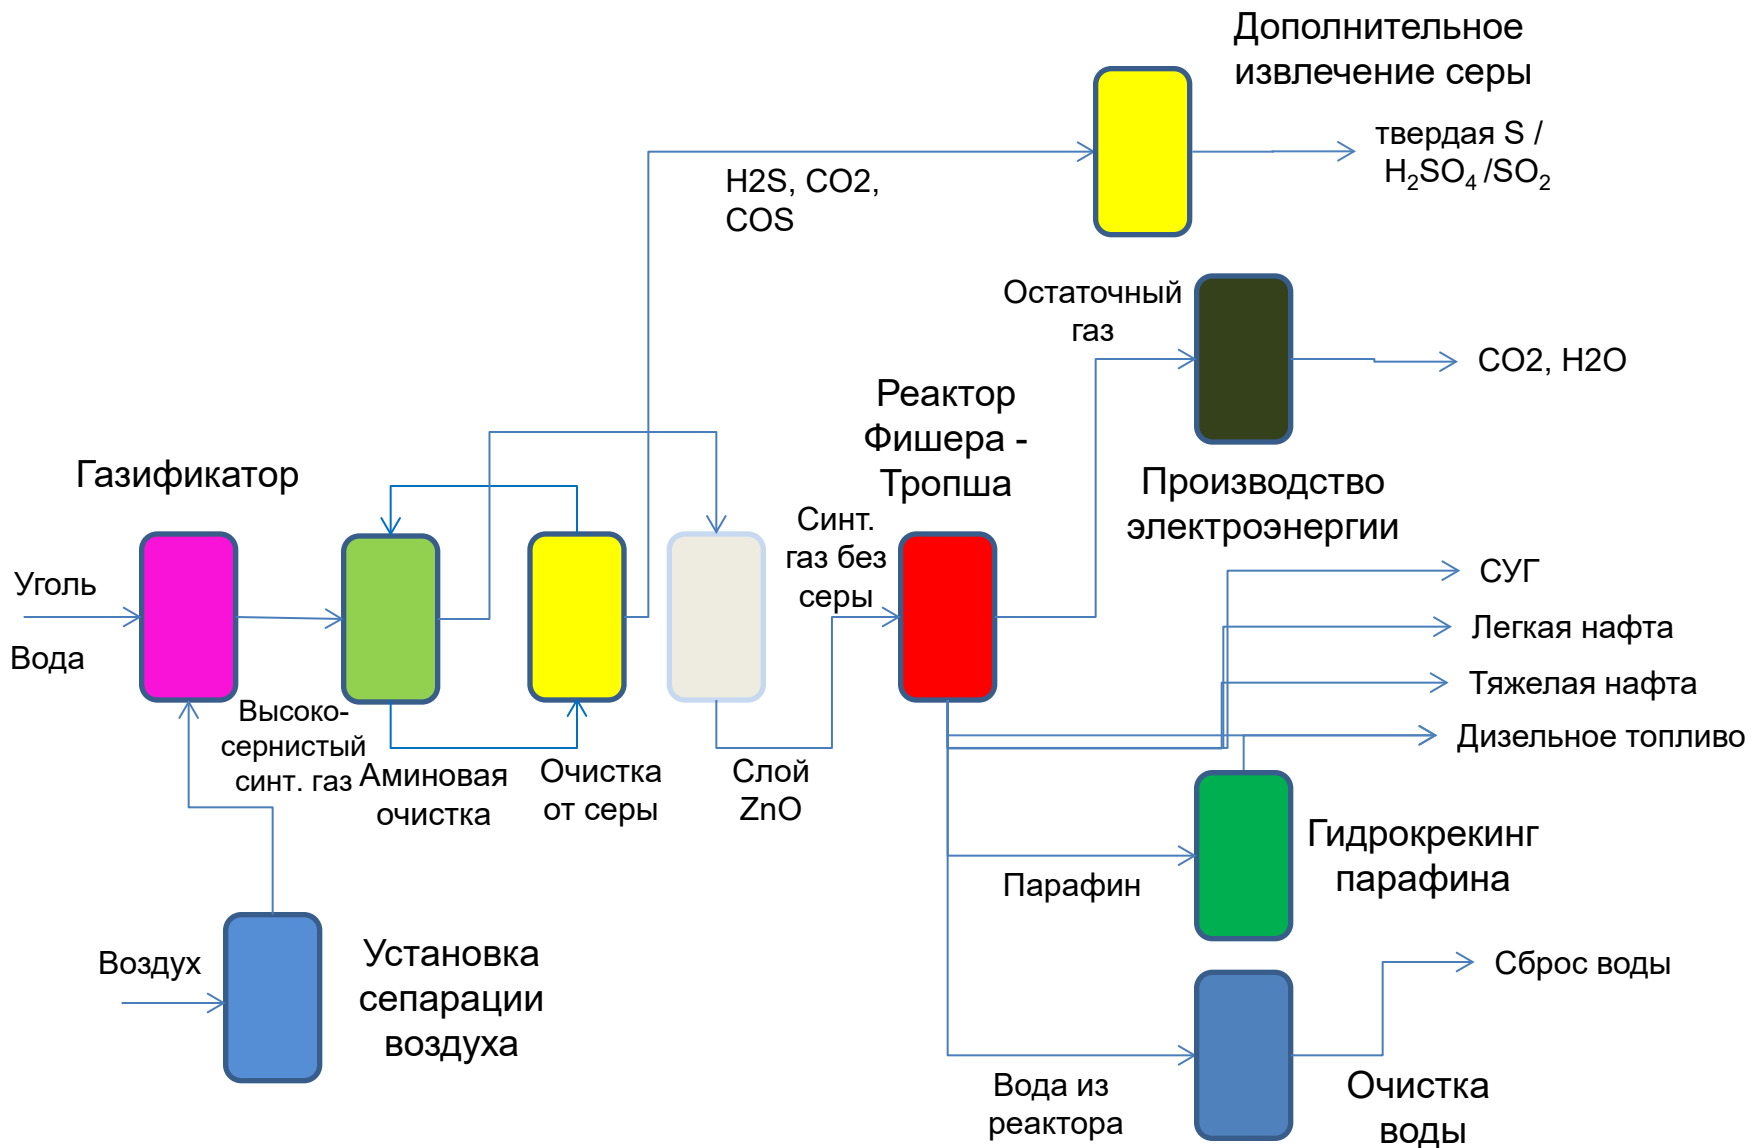 Дополнительное
извлечение серы
твердая S /
H₂SO₄ /SO₂
H2S, CO2,
COS
Остаточный
газ
CO2, H2O
Реактор
Фишера -
Тропша
Производство
электроэнергии
Газификатор
Синт.
газ без
серы
Уголь
Вода
СУГ
Легкая нафта
Тяжелая нафта
Дизельное топливо
Высоко-
сернистый
синт. газ
Аминовая
очистка
Очистка
от серы
Слой
ZnO
Гидрокрекинг
парафина
Парафин
Воздух
Установка
сепарации
воздуха
Сброс воды
Вода из
реактора
Очистка
воды